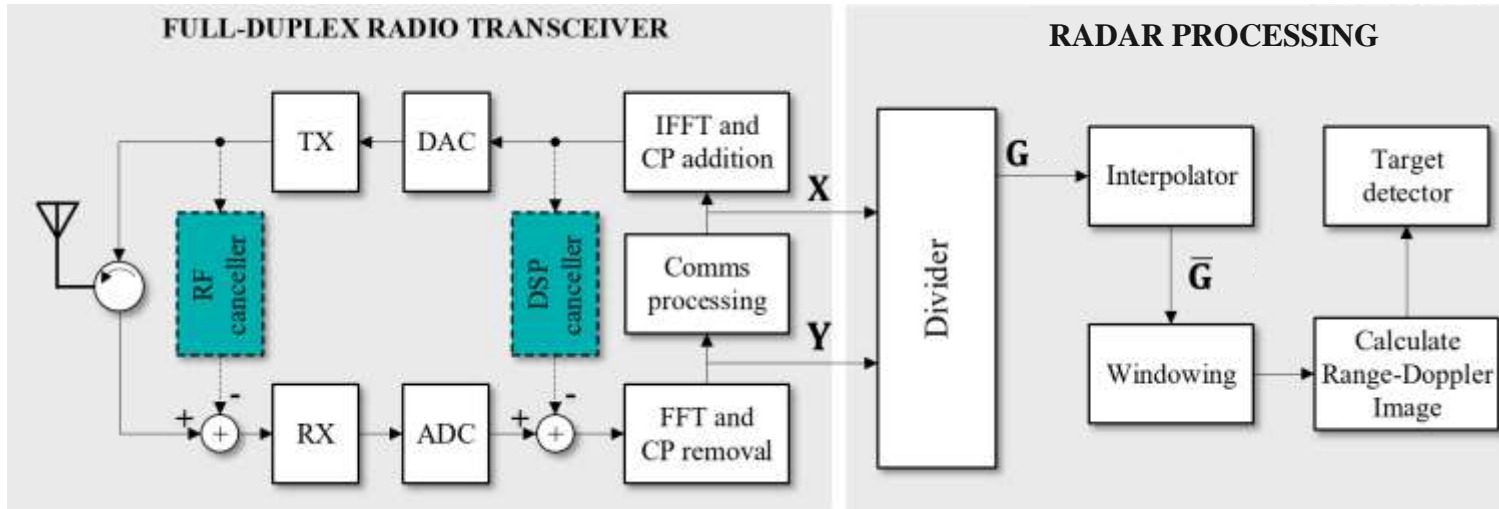 FULL-DUPLEX RADIO TRANSCEIVER
TX
DAC
IFFT and
CP addition
RF
canceller
DSP
canceller
Comms
processing
+
-
+
RX
ADC
+
-
+
FFT and
CP removal
X
Y
RADAR PROCESSING
Divider
G
Interpolator
G̅
Windowing
Calculate
Range-Doppler
Image
Target
detector